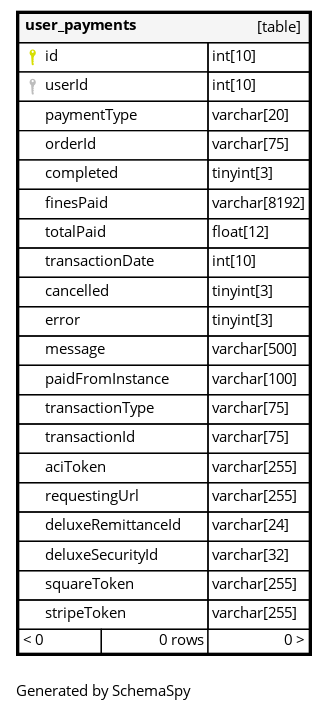 user_payments [table]
id int[10]
userId int[10]
paymentType varchar[20]
orderId varchar[75]
completed tinyint[3]
finesPaid varchar[8192]
totalPaid float[12]
transactionDate int[10]
cancelled tinyint[3]
error tinyint[3]
message varchar[500]
paidFromInstance varchar[100]
transactionType varchar[75]
transactionId varchar[75]
aciToken varchar[255]
requestingUrl varchar[255]
deluxeRemittanceId varchar[24]
deluxeSecurityId varchar[32]
squareToken varchar[255]
stripeToken varchar[255]
< 0 0 rows 0 >
Generated by SchemaSpy